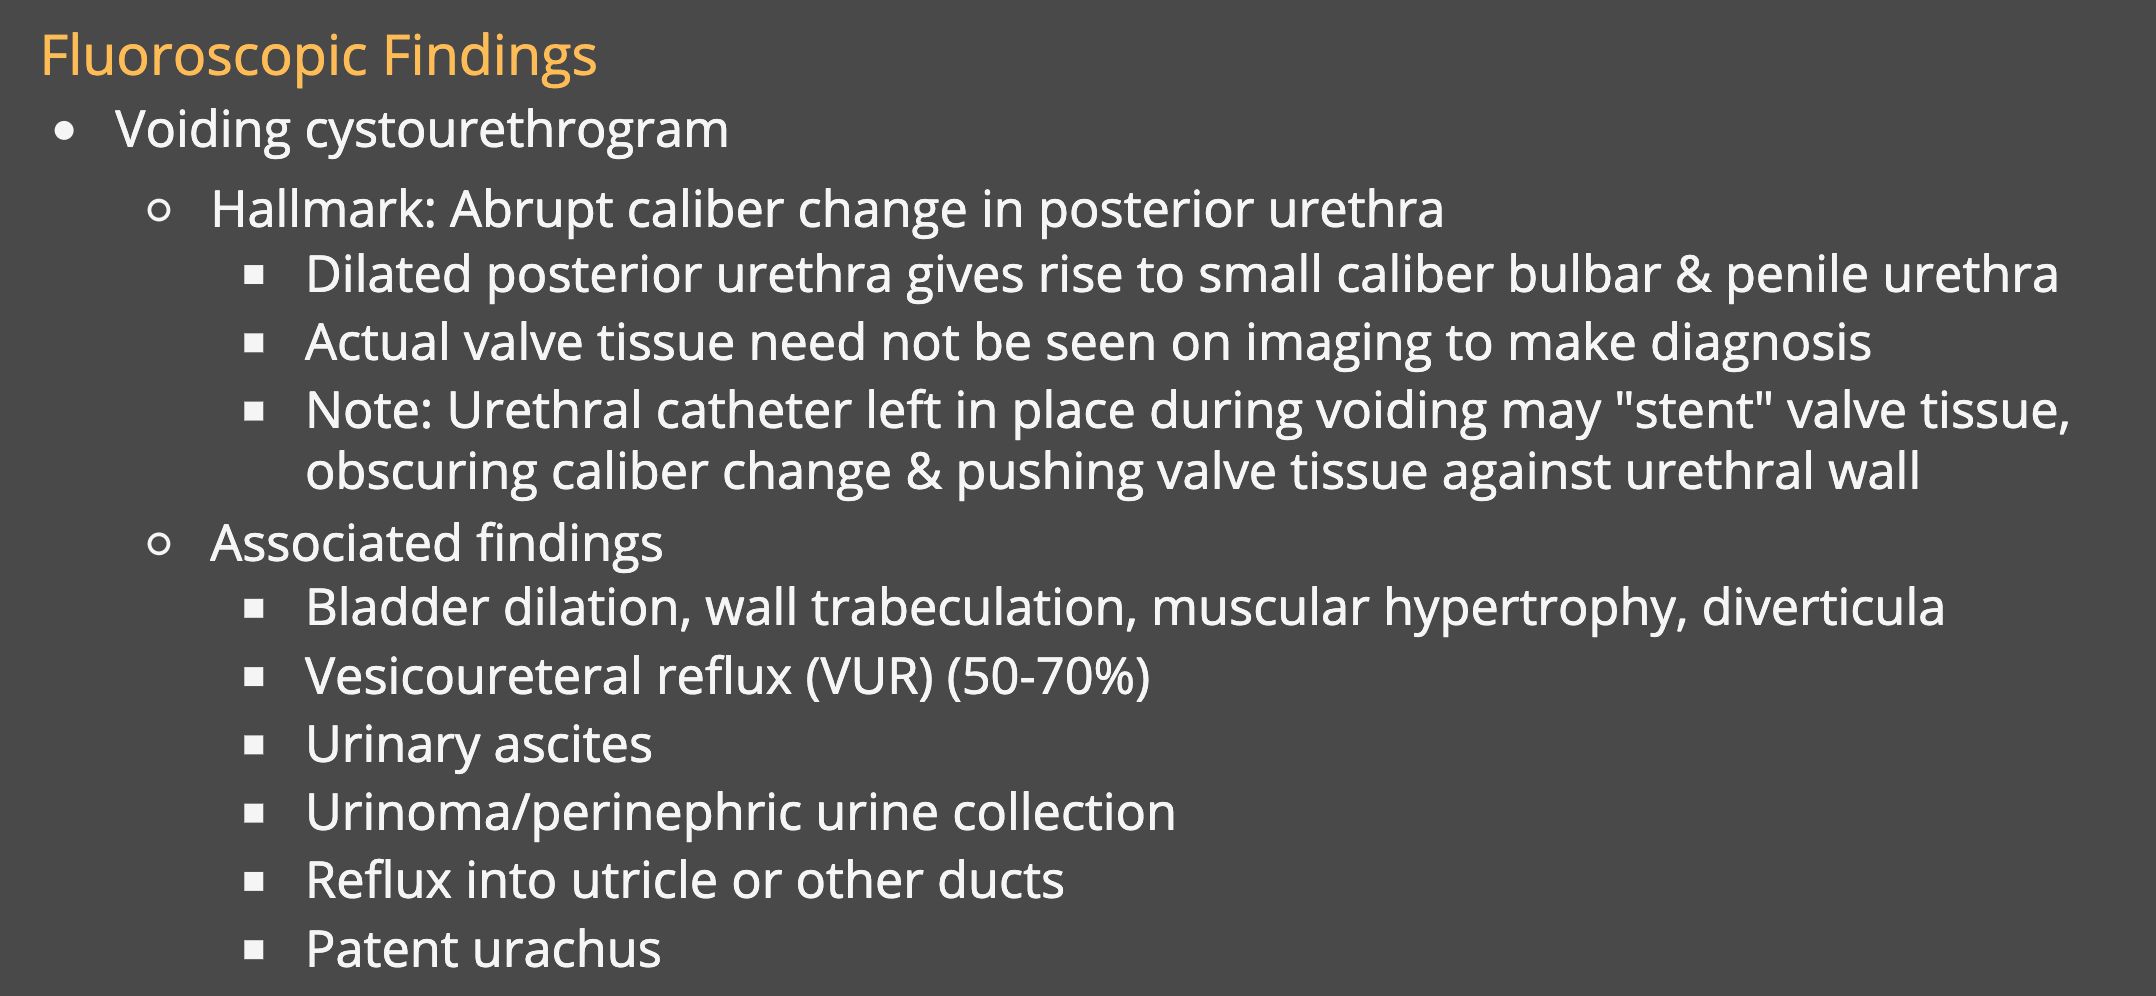 Fluoroscopic Findings
Voiding cystourethrogram
Hallmark: Abrupt caliber change in posterior urethra
Dilated posterior urethra gives rise to small caliber bulbar & penile urethra
Actual valve tissue need not be seen on imaging to make diagnosis
Note: Urethral catheter left in place during voiding may "stent" valve tissue,
obscuring caliber change & pushing valve tissue against urethral wall
Associated findings
Bladder dilation, wall trabeculation, muscular hypertrophy, diverticula
Vesicoureteral reflux (VUR) (50-70%)
Urinary ascites
Urinoma/perinephric urine collection
Reflux into utricle or other ducts
Patent urachus